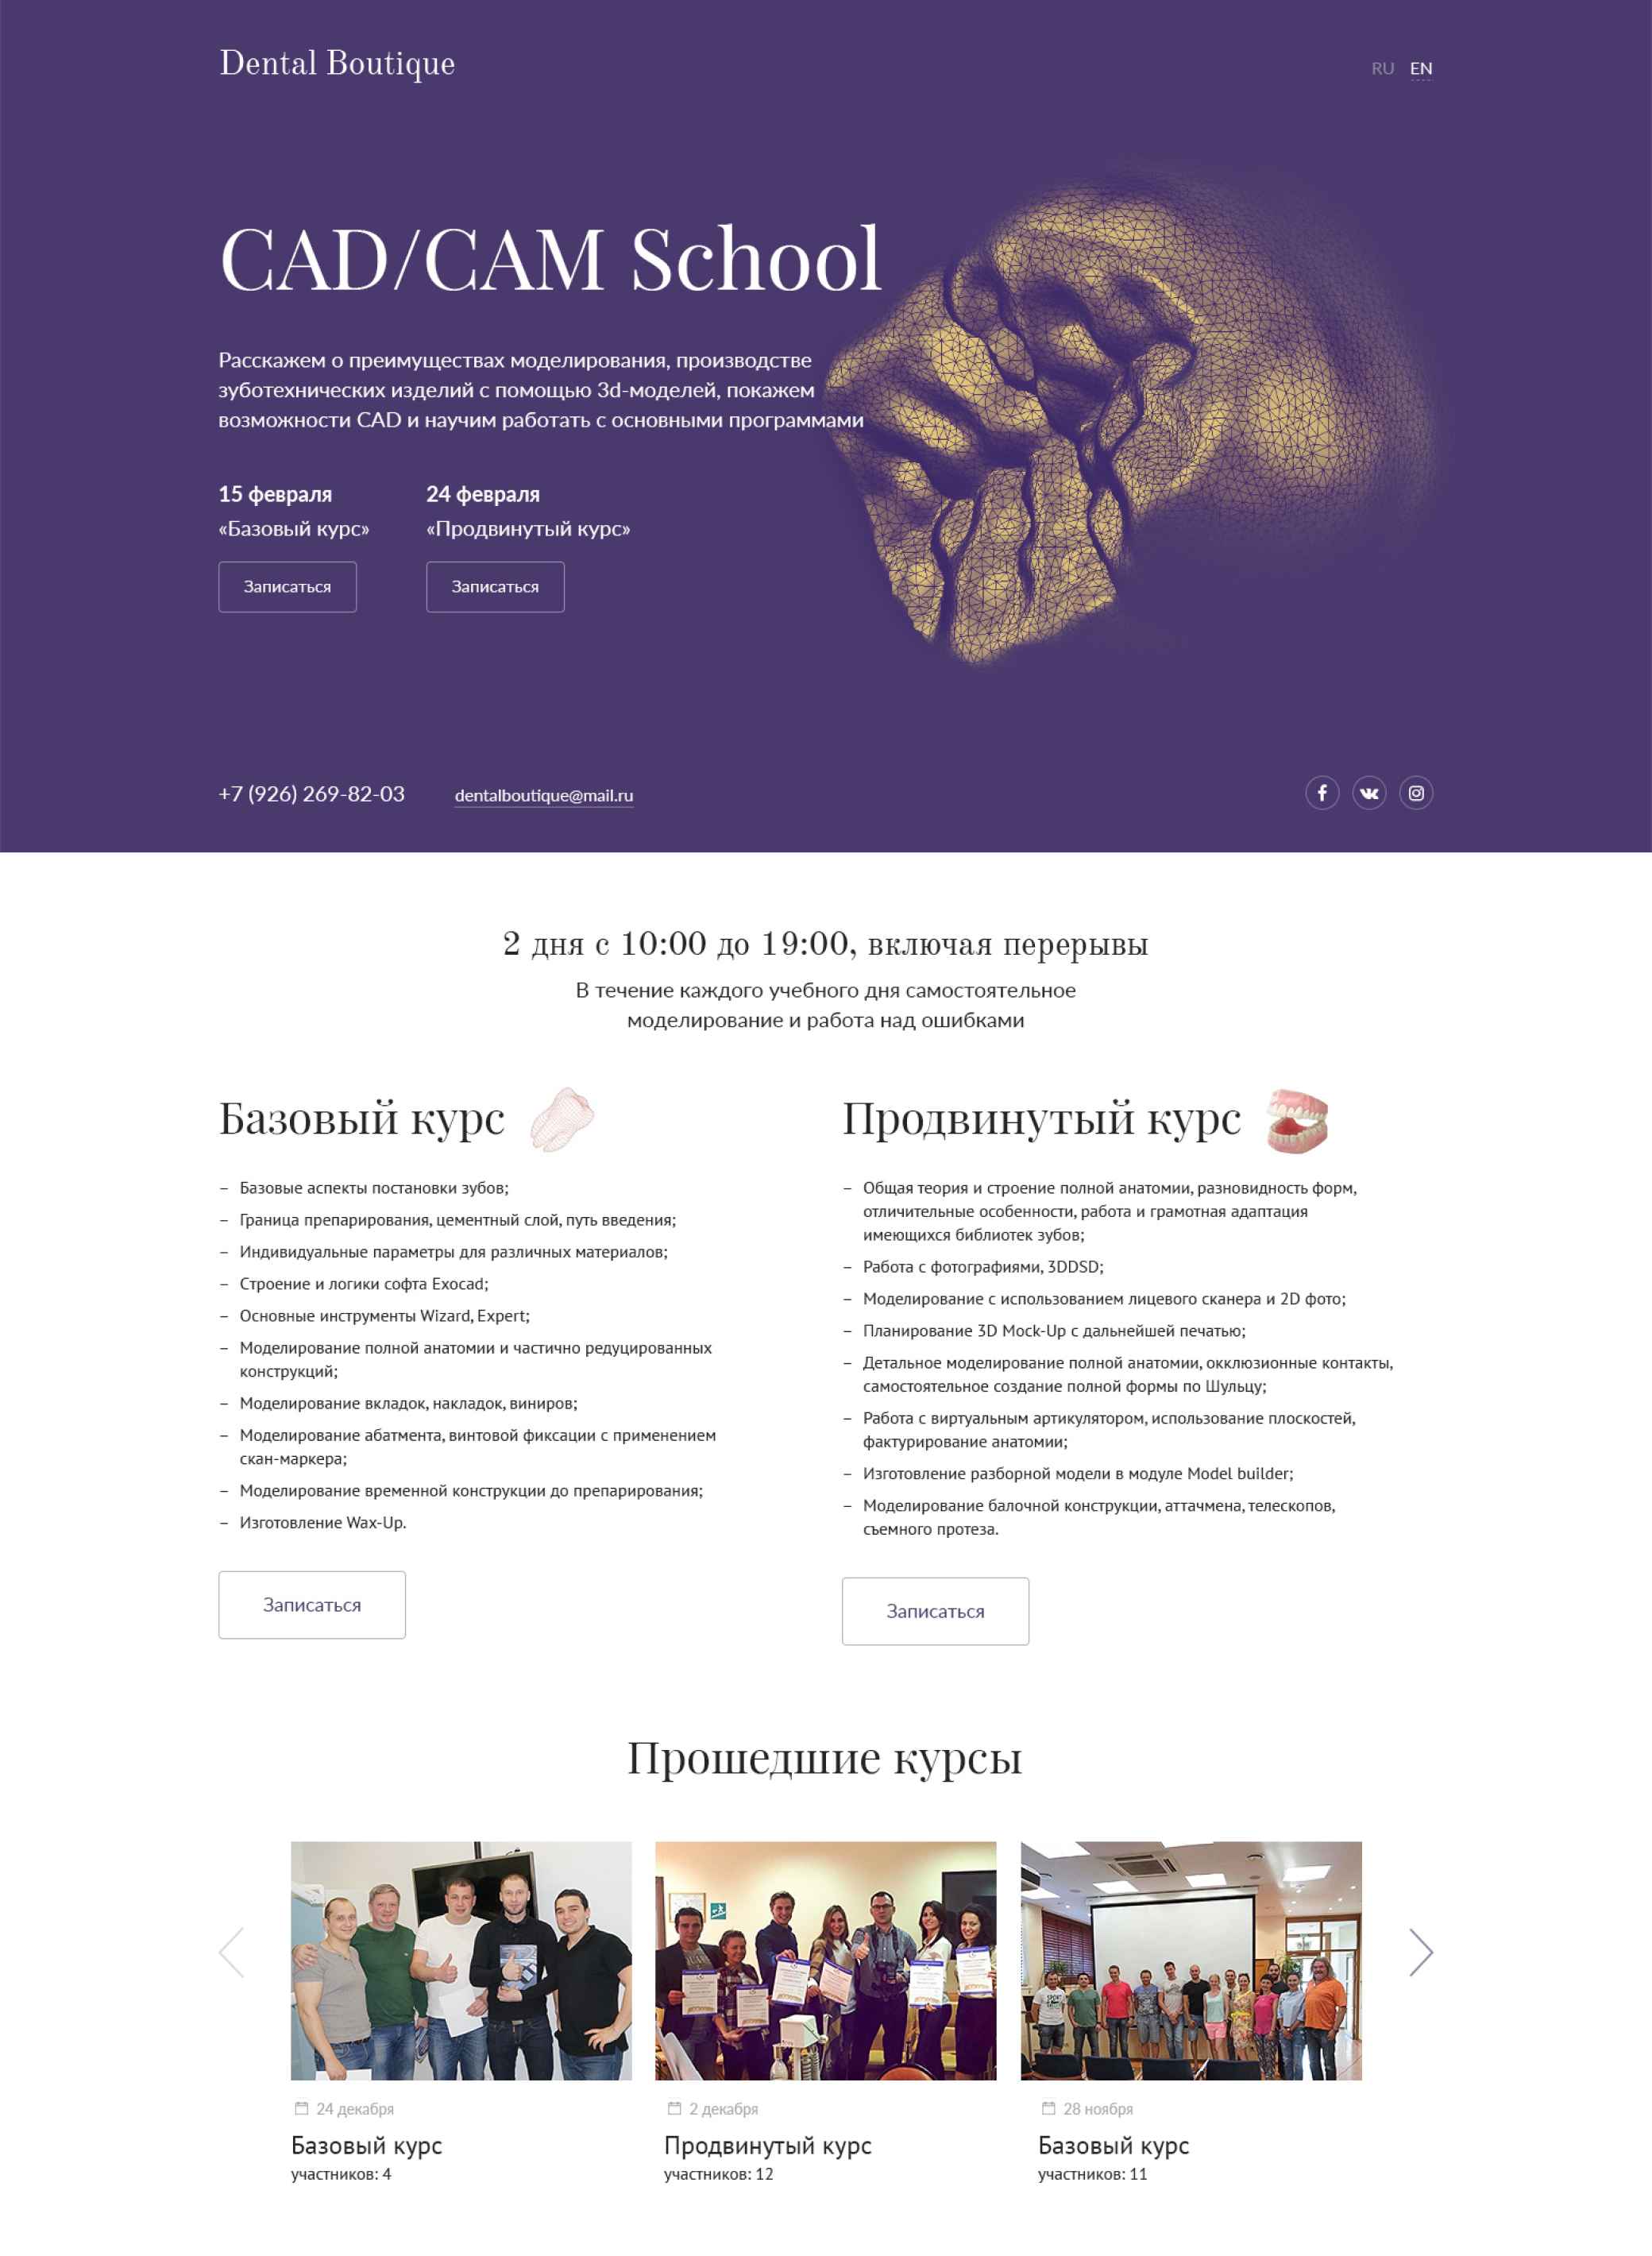 Dental Boutique
RU EN
CAD/CAM School
Расскажем о преимуществах моделирования, производстве
зуботехнических изделий с помощью 3d-моделей, покажем
возможности CAD и научим работать с основными программами
15 февраля
«Базовый курс»
Записаться
24 февраля
«Продвинутый курс»
Записаться
+7 (926) 269-82-03
dentalboutique@mail.ru
2 дня с 10:00 до 19:00, включая перерывы
В течение каждого учебного дня самостоятельное
моделирование и работа над ошибками
Базовый курс
– Базовые аспекты постановки зубов;
– Граница препарирования, цементный слой, путь введения;
– Индивидуальные параметры для различных материалов;
– Строение и логики софта Exocad;
– Основные инструменты Wizard, Expert;
– Моделирование полной анатомии и частично редуцированных
конструкций;
– Моделирование вкладок, накладок, виниров;
– Моделирование абатмента, винтовой фиксации с применением
скан-маркера;
– Моделирование временной конструкции до препарирования;
– Изготовление Wax-Up.
Записаться
Продвинутый курс
– Общая теория и строение полной анатомии, разновидность форм,
отличительные особенности, работа и грамотная адаптация
имеющихся библиотек зубов;
– Работа с фотографиями, 3DDSD;
– Моделирование с использованием лицевого сканера и 2D фото;
– Планирование 3D Mock-Up с дальнейшей печатью;
– Детальное моделирование полной анатомии, окклюзионные контакты,
самостоятельное создание полной формы по Шульцу;
– Работа с виртуальным артикулятором, использование плоскостей,
фактурирование анатомии;
– Изготовление разборной модели в модуле Model builder;
– Моделирование балочной конструкции, аттачмена, телескопов,
съемного протеза.
Записаться
Прошедшие курсы
24 декабря
Базовый курс
участников: 4
2 декабря
Продвинутый курс
участников: 12
28 ноября
Базовый курс
участников: 11